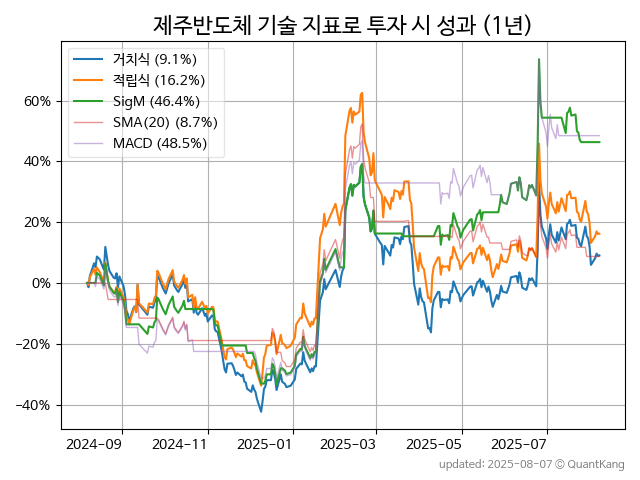 제주반도체 기술 지표로 투자 시 성과 (1년)
거치식 (9.1%)
적립식 (16.2%)
SigM (46.4%)
SMA(20) (8.7%)
MACD (48.5%)
60%
40%
20%
0%
−20%
−40%
2024-09
2024-11
2025-01
2025-03
2025-05
2025-07
updated: 2025-08-07 © QuantKang